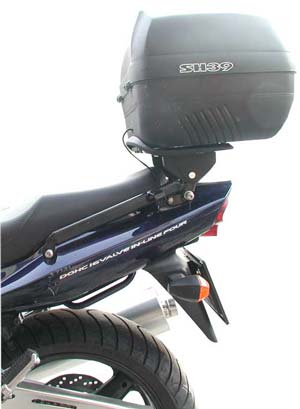 SH39
DOHC 16 VALVE IN-LINE FOUR